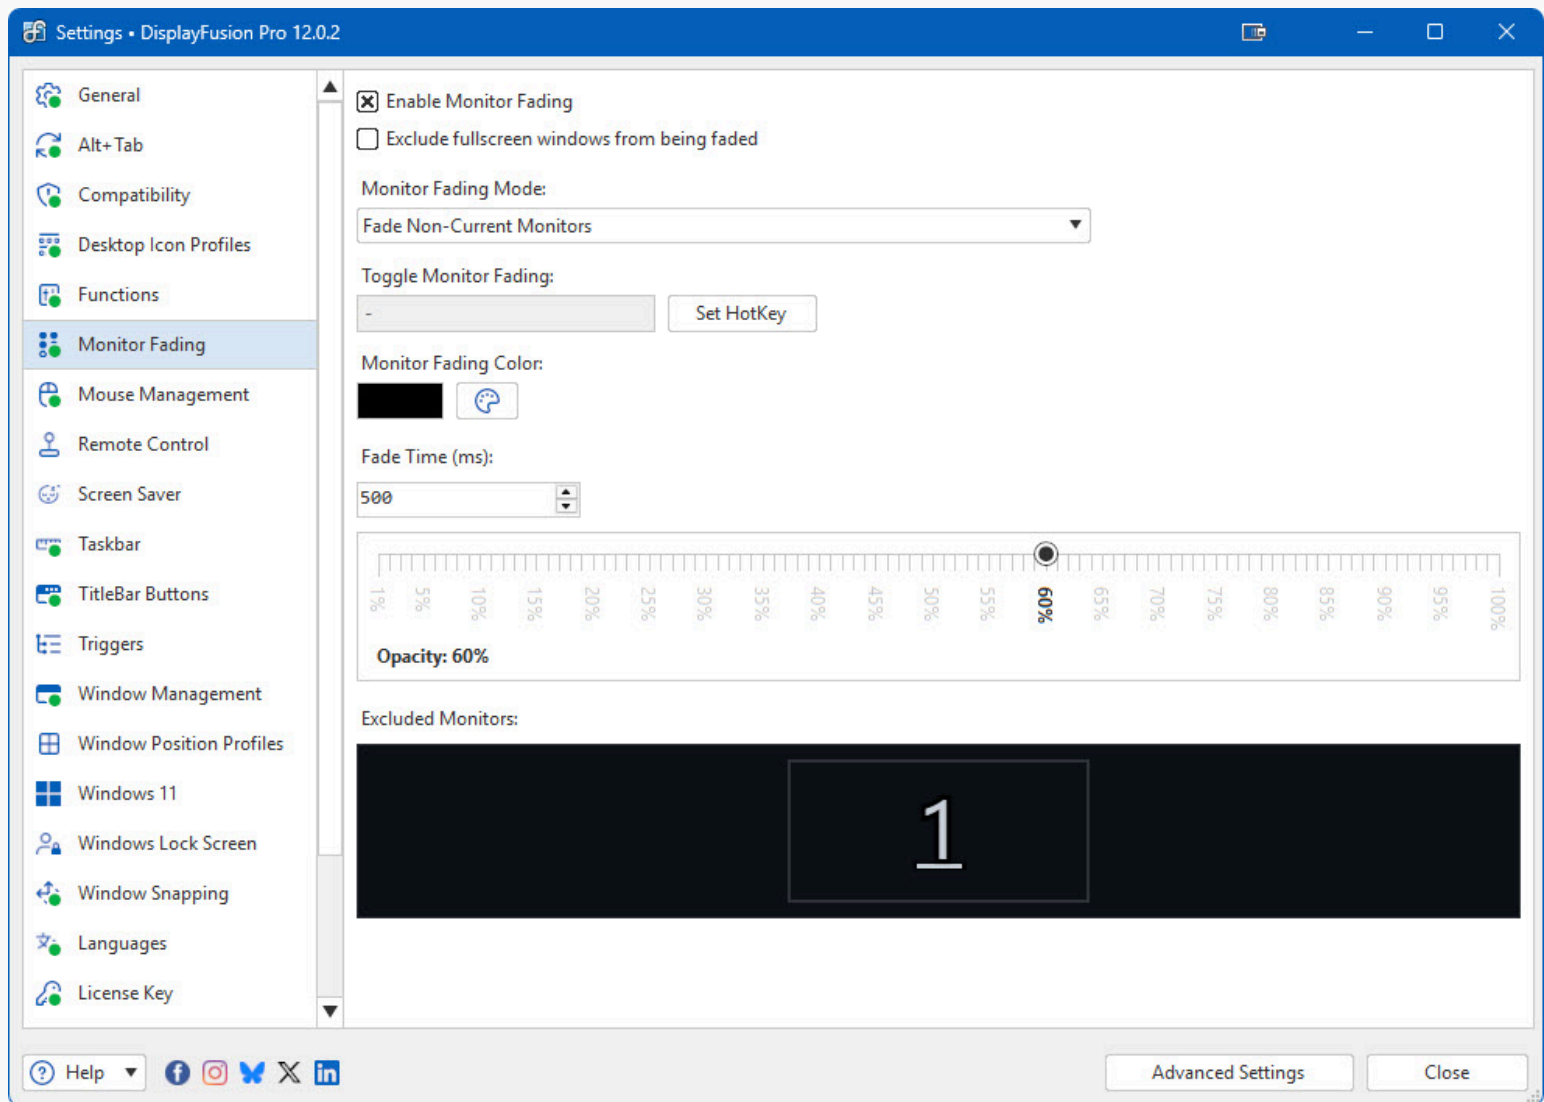 Settings • DisplayFusion Pro 12.0.2
General
Alt+Tab
Compatibility
Desktop Icon Profiles
Functions
Monitor Fading
Mouse Management
Remote Control
Screen Saver
Taskbar
TitleBar Buttons
Triggers
Window Management
Window Position Profiles
Windows 11
Windows Lock Screen
Window Snapping
Languages
License Key
Enable Monitor Fading
Exclude fullscreen windows from being faded
Monitor Fading Mode:
Fade Non-Current Monitors
Toggle Monitor Fading:
- Set HotKey
Monitor Fading Color:
Fade Time (ms):
500
1% 5% 10% 15% 20% 25% 30% 35% 40% 45% 50% 55% 60% 65% 70% 75% 80% 85% 90% 95% 100%
Opacity: 60%
Excluded Monitors:
1
Help
Advanced Settings Close